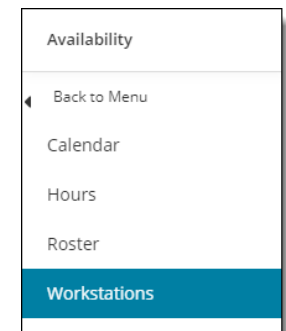 Availability
Back to Menu
Calendar
Hours
Roster
Workstations